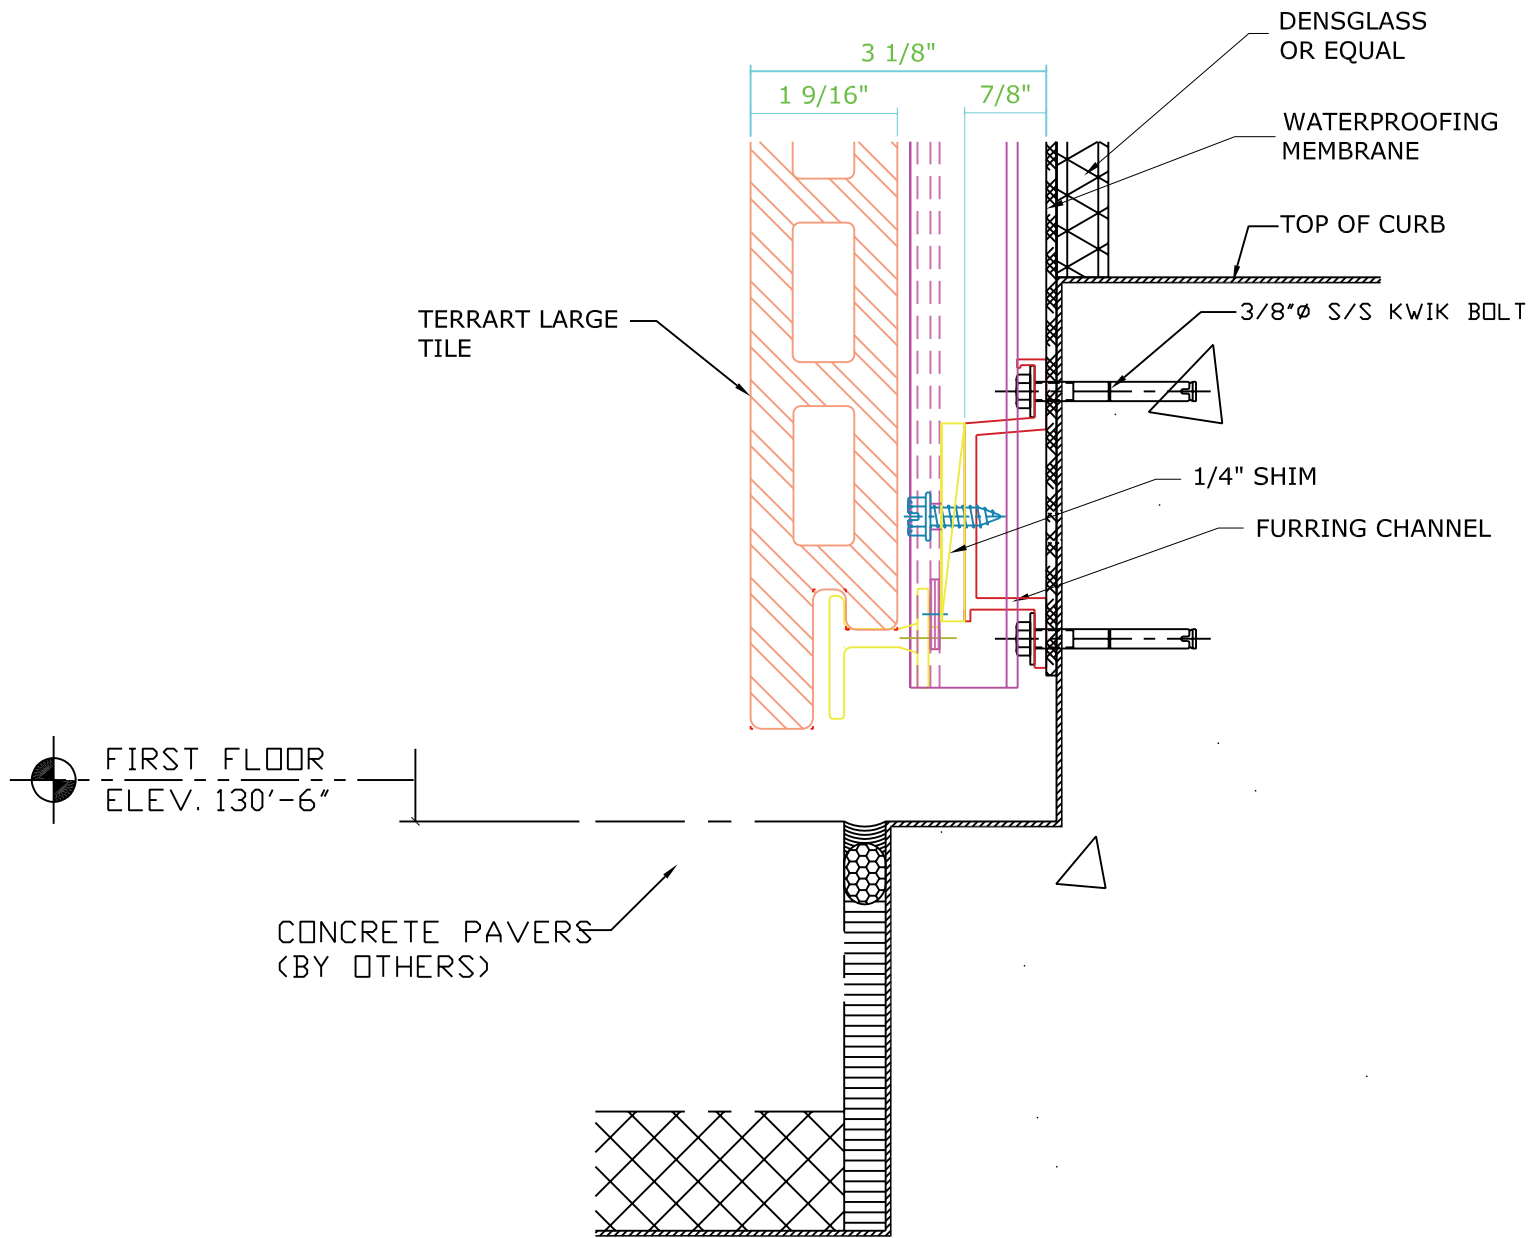 DENSGLASS
OR EQUAL
3 1/8"
1 9/16"
7/8"
WATERPROOFING
MEMBRANE
TOP OF CURB
3/8"Ø S/S KWIK BOLT
TERRART LARGE
TILE
1/4" SHIM
FURRING CHANNEL
FIRST FLOOR
ELEV. 130'-6"
CONCRETE PAVERS
(BY OTHERS)